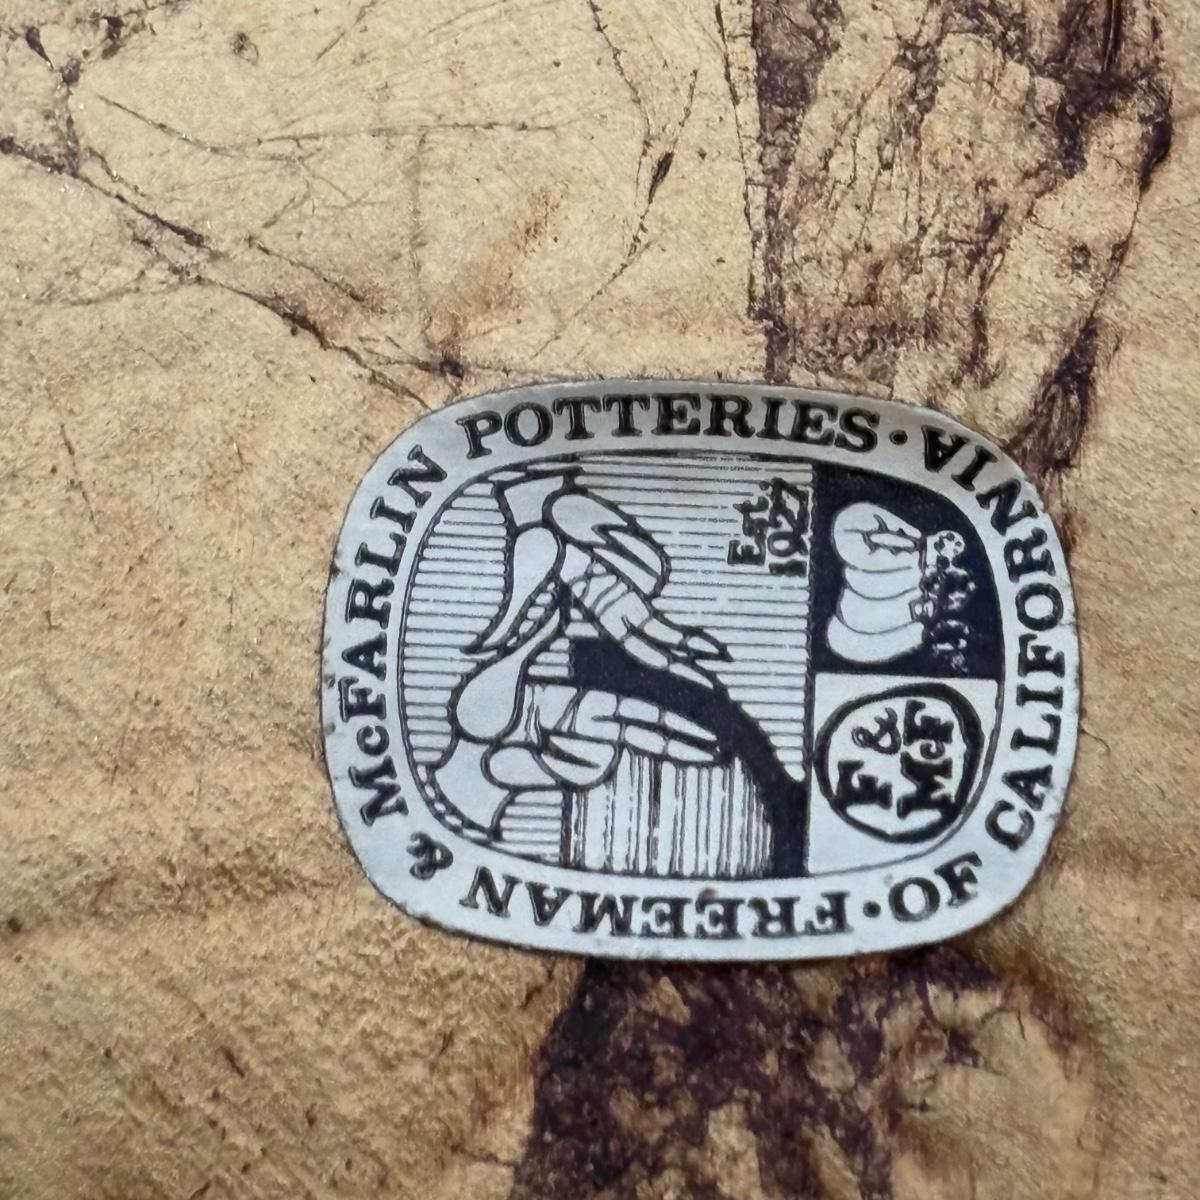 FREEMAN & McFARLIN POTTERIES
• OF CALIFORNIA •
Est.
1927
F &
McF